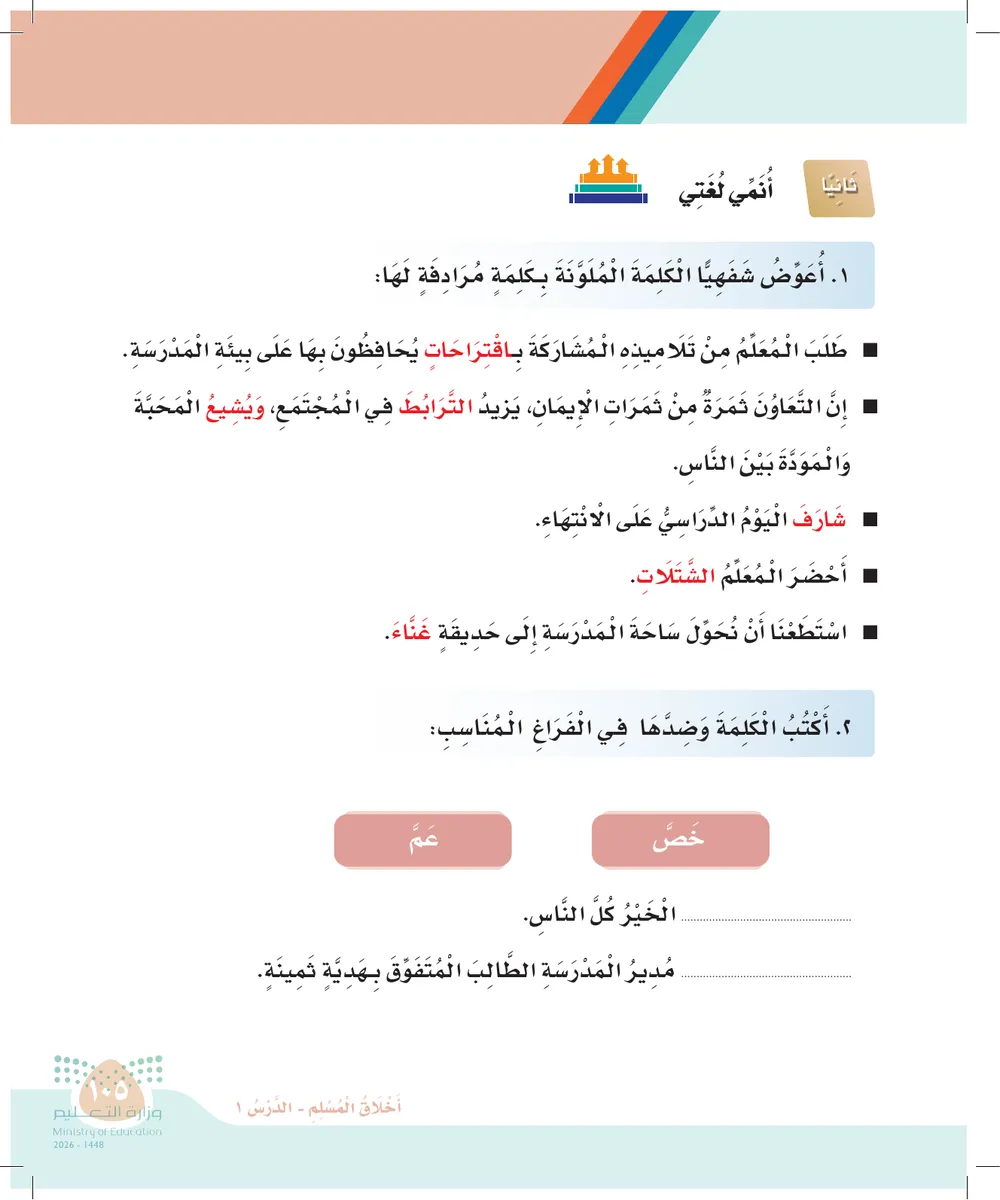 ثَانِيًا
أُنَمِّي لُغَتِي
١. أُعَوِّضُ شَفَهِيًّا الْكَلِمَةَ الْمُلَوَّنَةَ بِكَلِمَةٍ مُرَادِفَةٍ لَهَا:
■ طَلَبَ الْمُعَلِّمُ مِنْ تَلَامِيذِهِ الْمُشَارَكَةَ بِاقْتِرَاحَاتٍ يُحَافِظُونَ بِهَا عَلَى بِيئَةِ الْمَدْرَسَةِ.
■ إِنَّ التَّعَاوُنَ ثَمَرَةٌ مِنْ ثَمَرَاتِ الْإِيمَانِ، يَزِيدُ التَّرَابُطَ فِي الْمُجْتَمَعِ، وَيُشِيعُ الْمَحَبَّةَ
وَالْمَوَدَّةَ بَيْنَ النَّاسِ.
■ شَارَفَ الْيَوْمُ الدِّرَاسِيُّ عَلَى الْانْتِهَاءِ.
■ أَحْضَرَ الْمُعَلِّمُ الشَّتَلَاتِ.
■ اسْتَطَعْنَا أَنْ نُحَوِّلَ سَاحَةَ الْمَدْرَسَةِ إِلَى حَدِيقَةٍ غَنَّاءَ.
٢. أَكْتُبُ الْكَلِمَةَ وَضِدَّهَا فِي الْفَرَاغِ الْمُنَاسِبِ:
خَصَّ
عَمَّ
................ الْخَيْرُ كُلَّ النَّاسِ.
................ مُدِيرُ الْمَدْرَسَةِ الطَّالِبَ الْمُتَفَوِّقَ بِهَدِيَّةٍ ثَمِينَةٍ.
أَخْلَاقُ الْمُسْلِمِ - الدَّرْسُ ١
١٠٥
وزارة التعليم
Ministry of Education
2026 - 1448